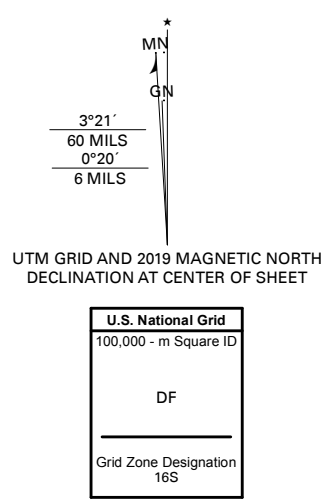 MN
GN
3°21´
60 MILS
0°20´
6 MILS
UTM GRID AND 2019 MAGNETIC NORTH
DECLINATION AT CENTER OF SHEET
U.S. National Grid
100,000 - m Square ID
DF
Grid Zone Designation
16S